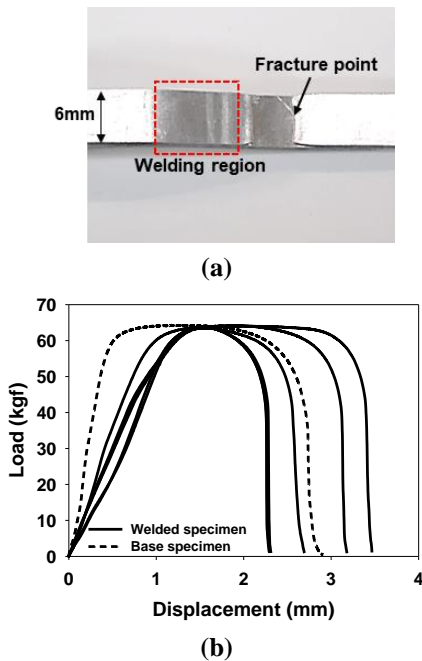 Fracture point
6mm
Welding region
(a)
70
60
50
40
30
20
10
0
Load (kgf)
Welded specimen
Base specimen
0 1 2 3 4
Displacement (mm)
(b)